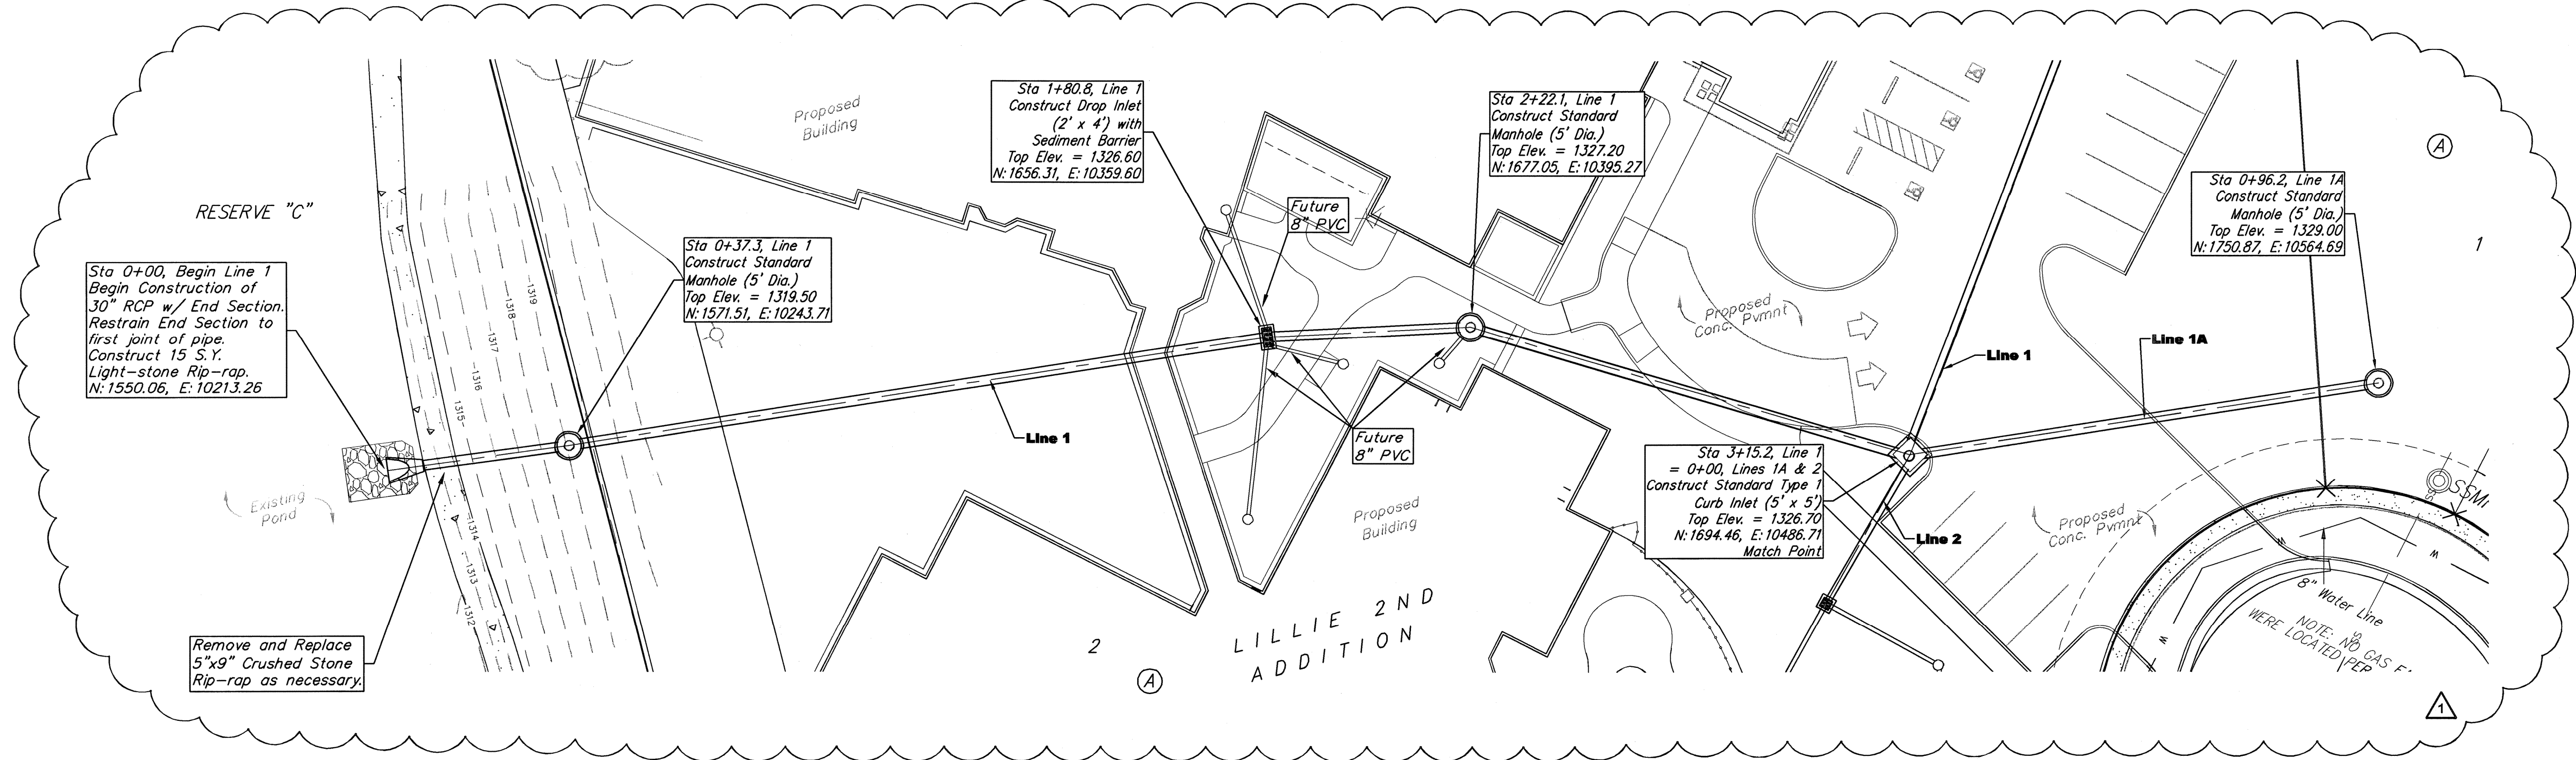 Sta 0+00, Begin Line 1
Begin Construction of
30" RCP w/ End Section.
Restrain End Section to
first joint of pipe.
Construct 15 S.Y.
Light-stone Rip-rap.
N:1550.06, E:10213.26
RESERVE "C"
Existing
Pond
Remove and Replace
5"x9" Crushed Stone
Rip-rap as necessary.
1319
1318
1317
1316
1315
1314
1313
1312
Sta 0+37.3, Line 1
Construct Standard
Manhole (5' Dia.)
Top Elev. = 1319.50
N:1571.51, E:10243.71
Proposed
Building
Line 1
Sta 1+80.8, Line 1
Construct Drop Inlet
(2' x 4') with
Sediment Barrier
Top Elev. = 1326.60
N:1656.31, E:10359.60
Future
8" PVC
Future
8" PVC
Sta 2+22.1, Line 1
Construct Standard
Manhole (5' Dia.)
Top Elev. = 1327.20
N:1677.05, E:10395.27
Proposed
Building
2
A
LILLIE 2ND
ADDITION
Proposed
Conc. Pvmnt
Sta 3+15.2, Line 1
= 0+00, Lines 1A & 2
Construct Standard Type 1
Curb Inlet (5' x 5')
Top Elev. = 1326.70
N:1694.46, E:10486.71
Match Point
Line 1
Line 1A
Line 2
Sta 0+96.2, Line 1A
Construct Standard
Manhole (5' Dia.)
Top Elev. = 1329.00
N:1750.87, E:10564.69
A
1
Proposed
Conc. Pvmnt
SS
SSM
W
W
W
W
8" Water Line
S
NOTE: NO GAS
WERE LOCATED PER
1